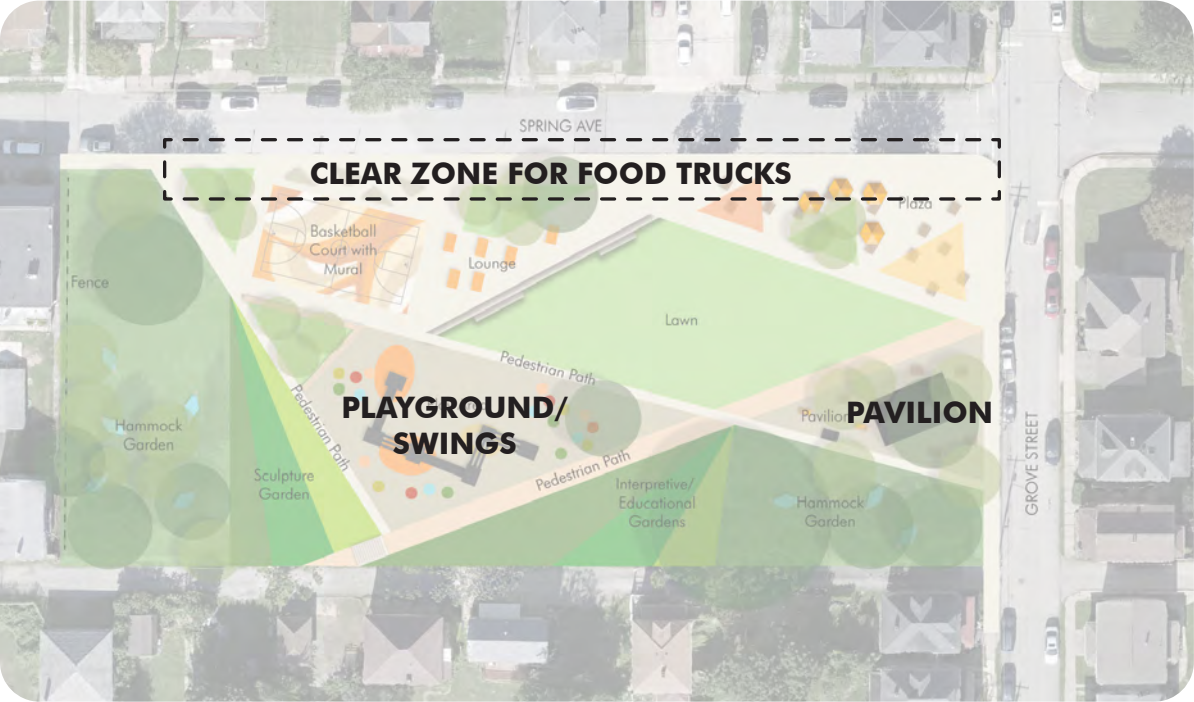 SPRING AVE
CLEAR ZONE FOR FOOD TRUCKS
Plaza
Basketball
Court with
Mural
Lounge
Fence
Lawn
Pedestrian Path
Pedestrian Path
PLAYGROUND/
SWINGS
Pavilion
PAVILION
Hammock
Garden
Sculpture
Garden
Pedestrian Path
Interpretive/
Educational
Gardens
Hammock
Garden
GROVE STREET